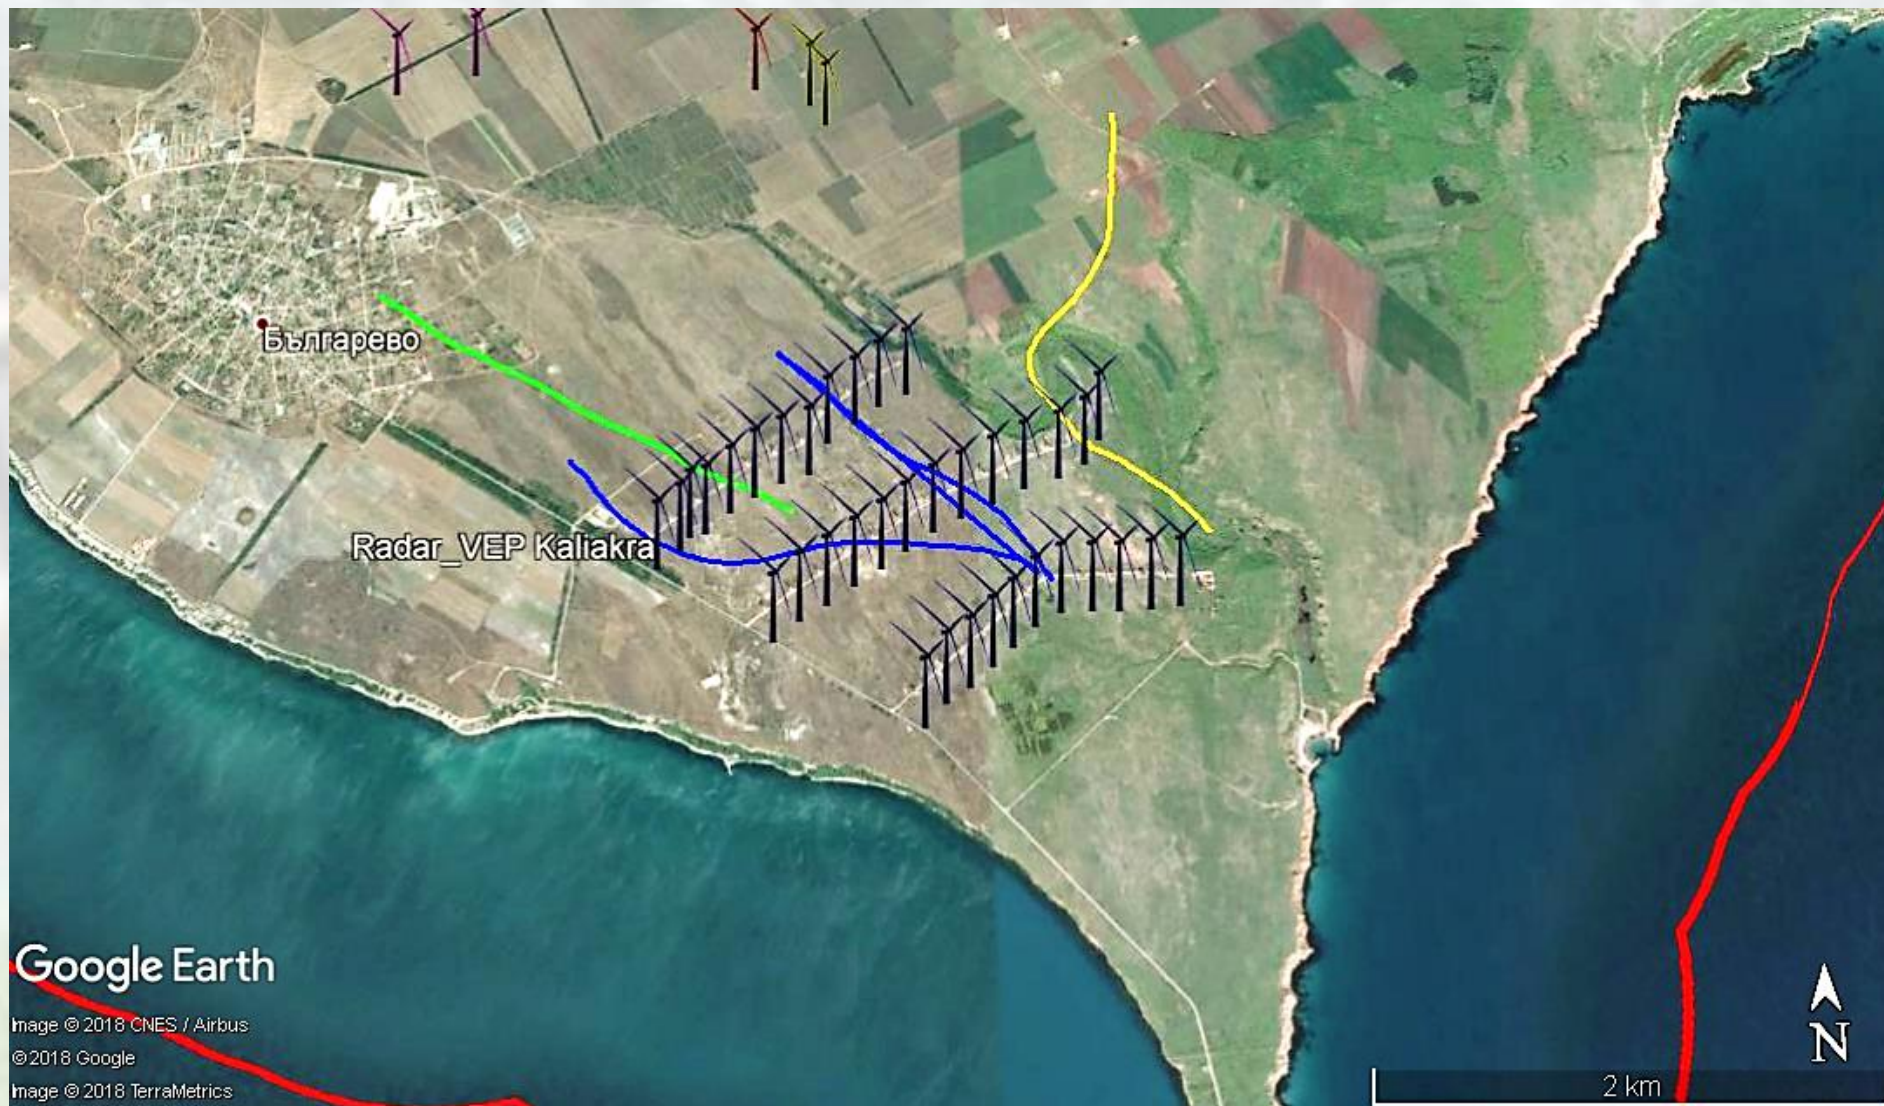 Българево
Radar_VEP Kaliakra
Google Earth
Image © 2018 CNES / Airbus
© 2018 Google
Image © 2018 TerraMetrics
N
2 km